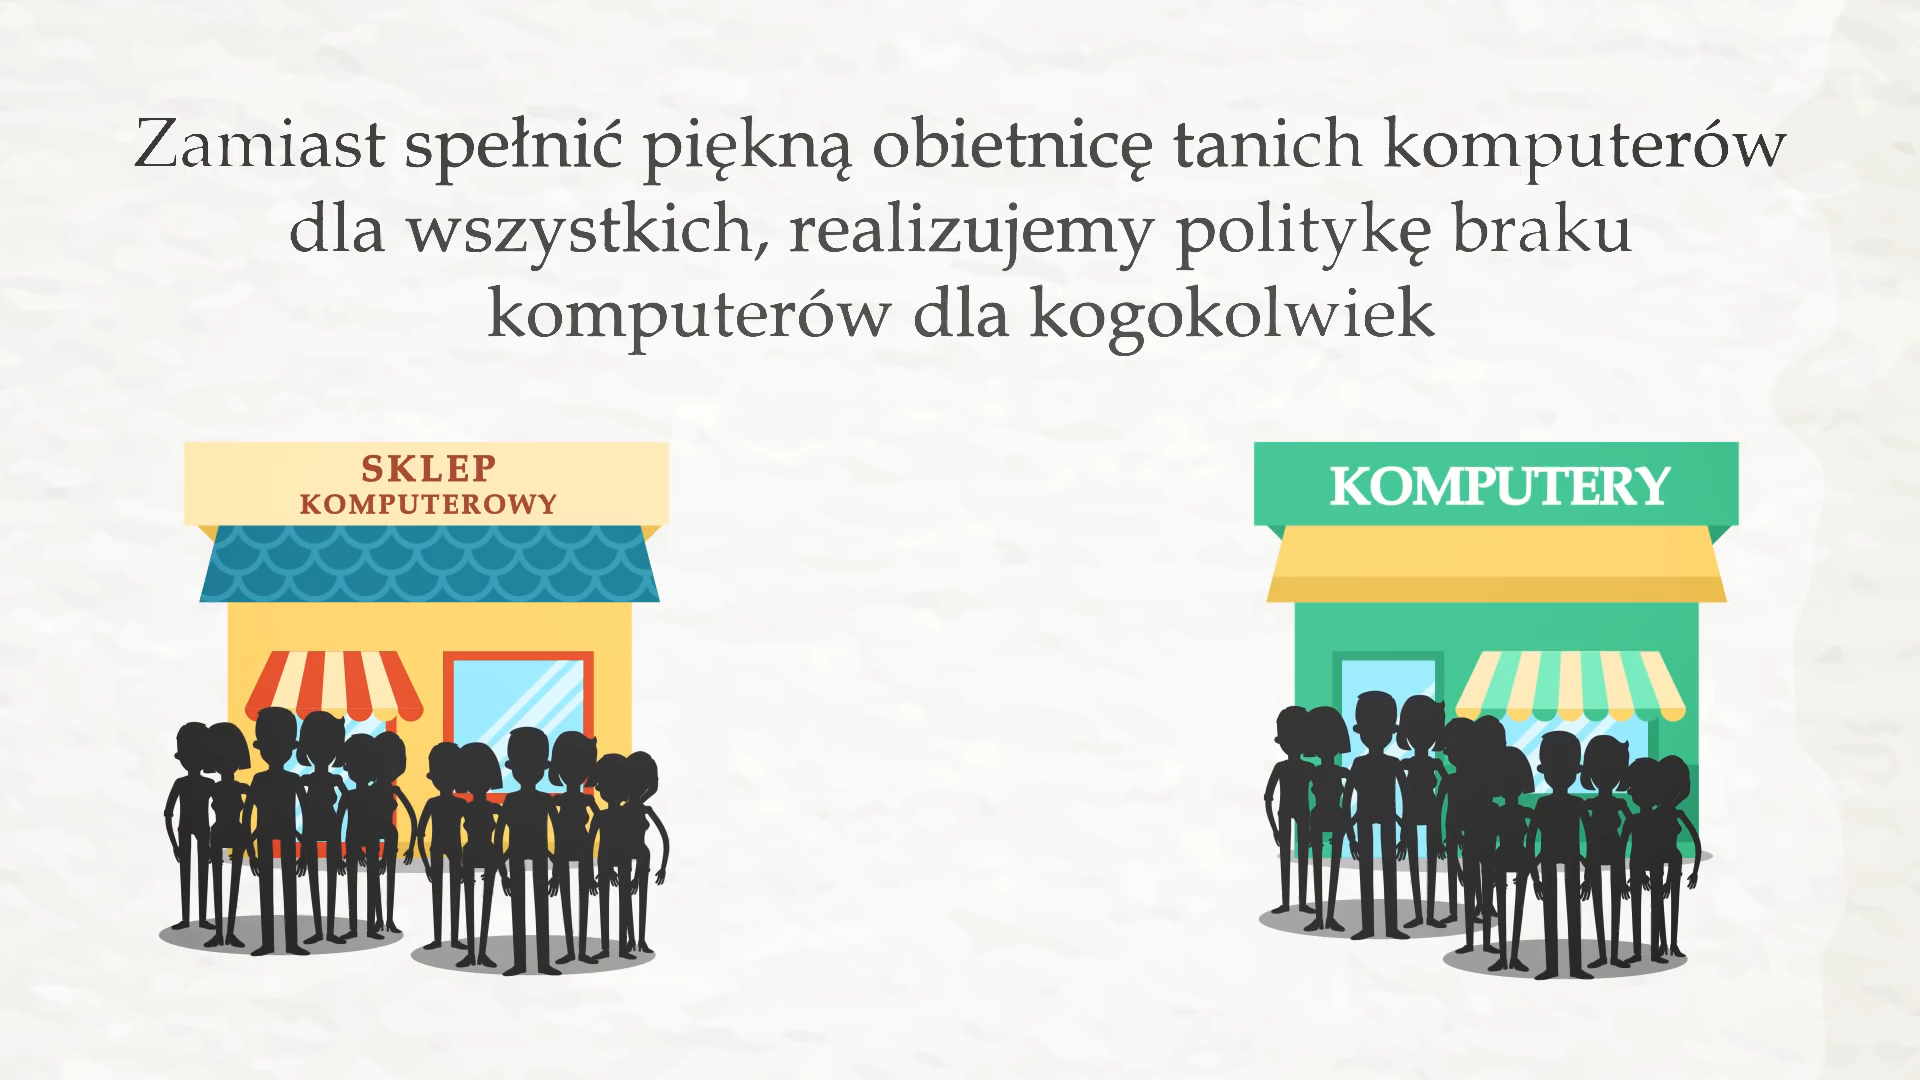 Zamiast spełnić piękną obietnicę tanich komputerów
dla wszystkich, realizujemy politykę braku
komputerów dla kogokolwiek
SKLEP
KOMPUTEROWY
KOMPUTERY